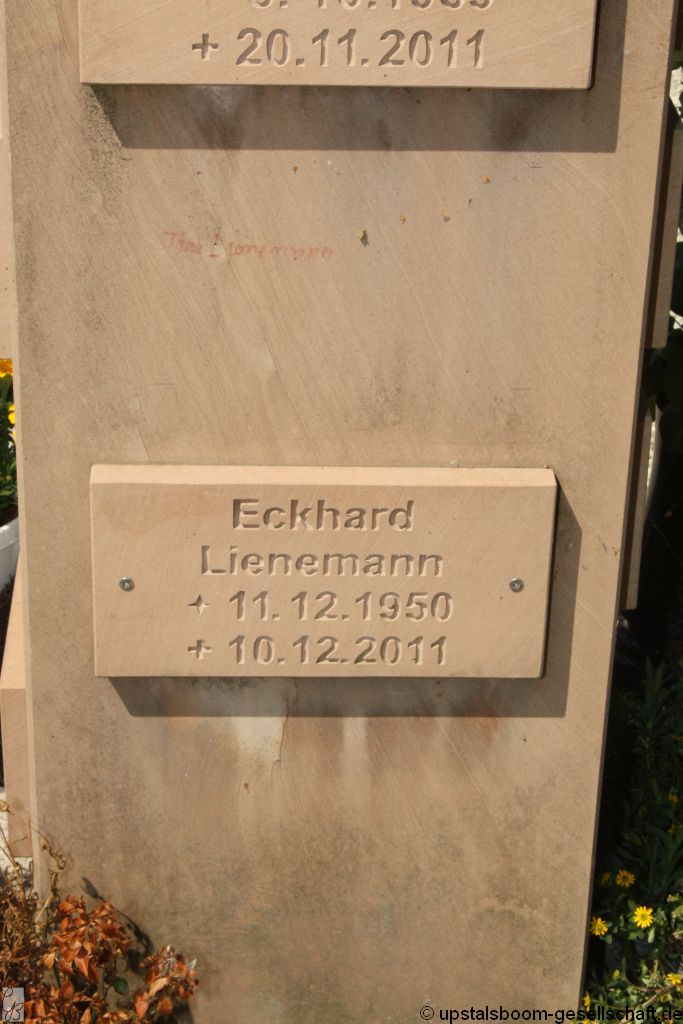 + 20.11.2011
Eckhard
Lienemann
✦ 11.12.1950
+ 10.12.2011
© upstalsboom-gesellschaft.de